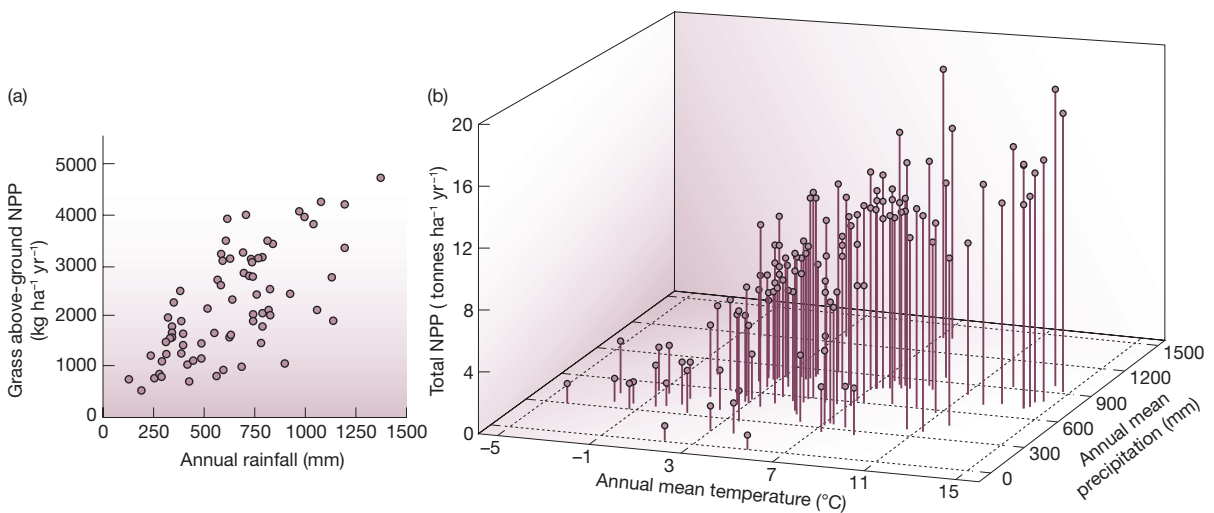 (a)
Grass above-ground NPP
(kg ha⁻¹ yr⁻¹)
5000
4000
3000
2000
1000
0
0 250 500 750 1000 1250 1500
Annual rainfall (mm)
(b)
Total NPP ( tonnes ha⁻¹ yr⁻¹)
20
16
12
8
4
0
–5 –1 3 7 11 15
Annual mean temperature (°C)
0 300 600 900 1200 1500
Annual mean
precipitation (mm)